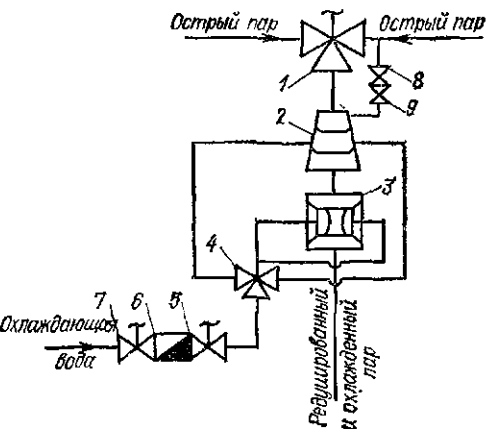 Острый пар
Острый пар
1
8
9
2
3
4
7
6
5
Охлаждающая
вода
Редуцированный
и охлажденный
пар